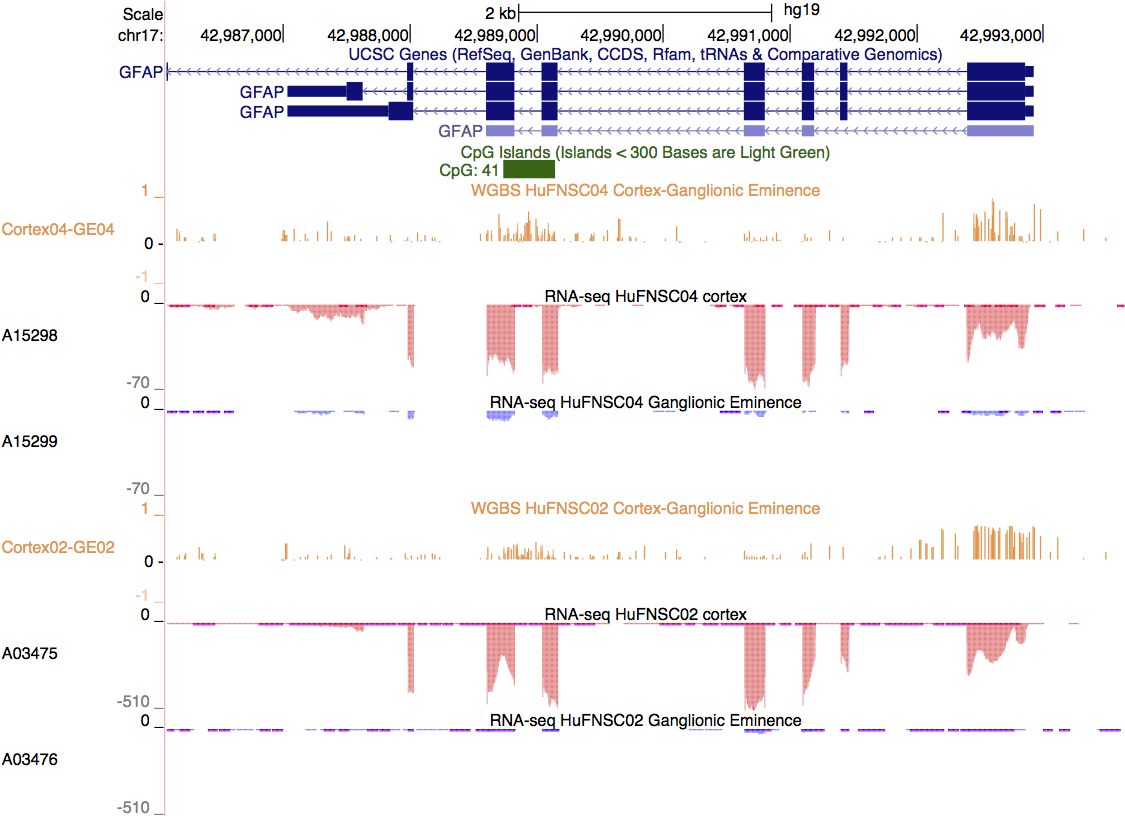 Scale 2 kb hg19
chr17: 42,987,000 42,988,000 42,989,000 42,990,000 42,991,000 42,992,000 42,993,000
UCSC Genes (RefSeq, GenBank, CCDS, Rfam, tRNAs & Comparative Genomics)
GFAP
GFAP
GFAP
GFAP
CpG Islands (Islands < 300 Bases are Light Green)
CpG: 41
WGBS HuFNSC04 Cortex-Ganglionic Eminence
1
Cortex04-GE04
0 -
-1
RNA-seq HuFNSC04 cortex
0
A15298
-70
RNA-seq HuFNSC04 Ganglionic Eminence
0
A15299
-70
WGBS HuFNSC02 Cortex-Ganglionic Eminence
1
Cortex02-GE02
0 -
-1
RNA-seq HuFNSC02 cortex
0
A03475
-510
RNA-seq HuFNSC02 Ganglionic Eminence
0
A03476
-510